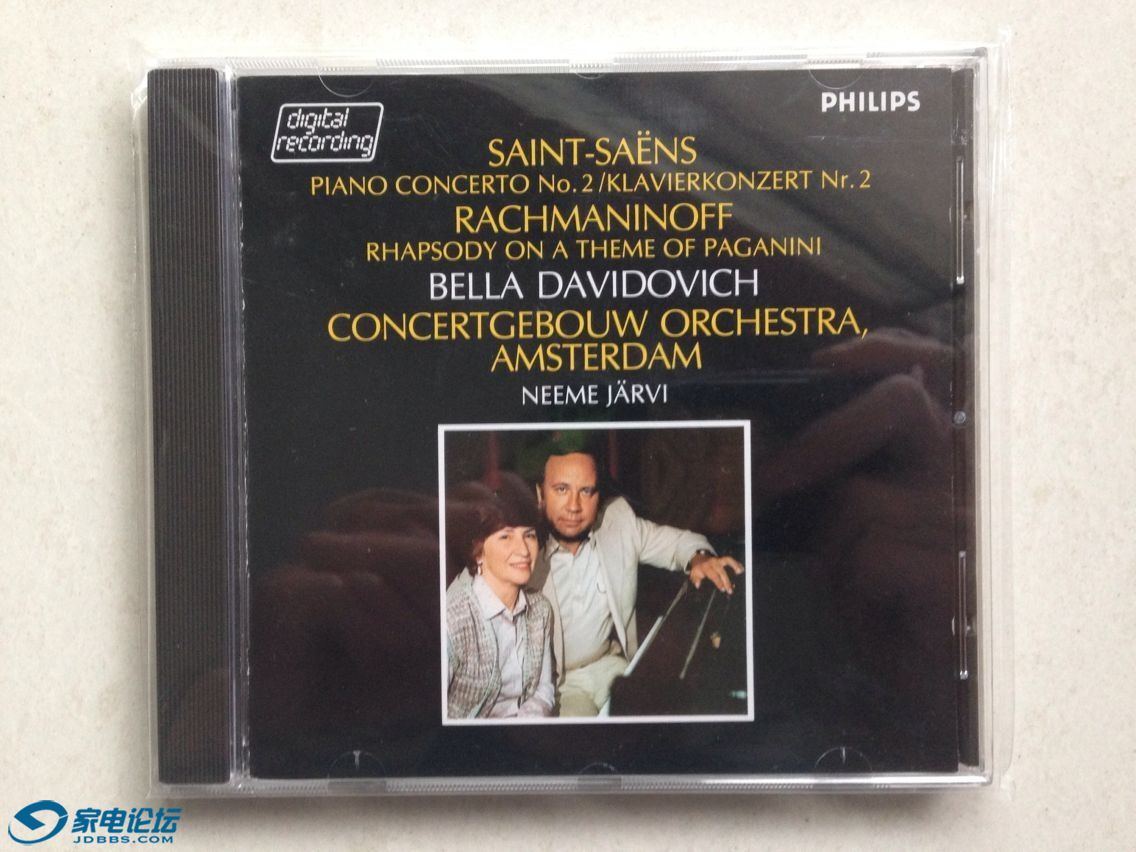 digital
recording
PHILIPS
SAINT-SAËNS
PIANO CONCERTO No. 2/KLAVIERKONZERT Nr. 2
RACHMANINOFF
RHAPSODY ON A THEME OF PAGANINI
BELLA DAVIDOVICH
CONCERTGEBOUW ORCHESTRA,
AMSTERDAM
NEEME JÄRVI
家电论坛
JDBBS.COM